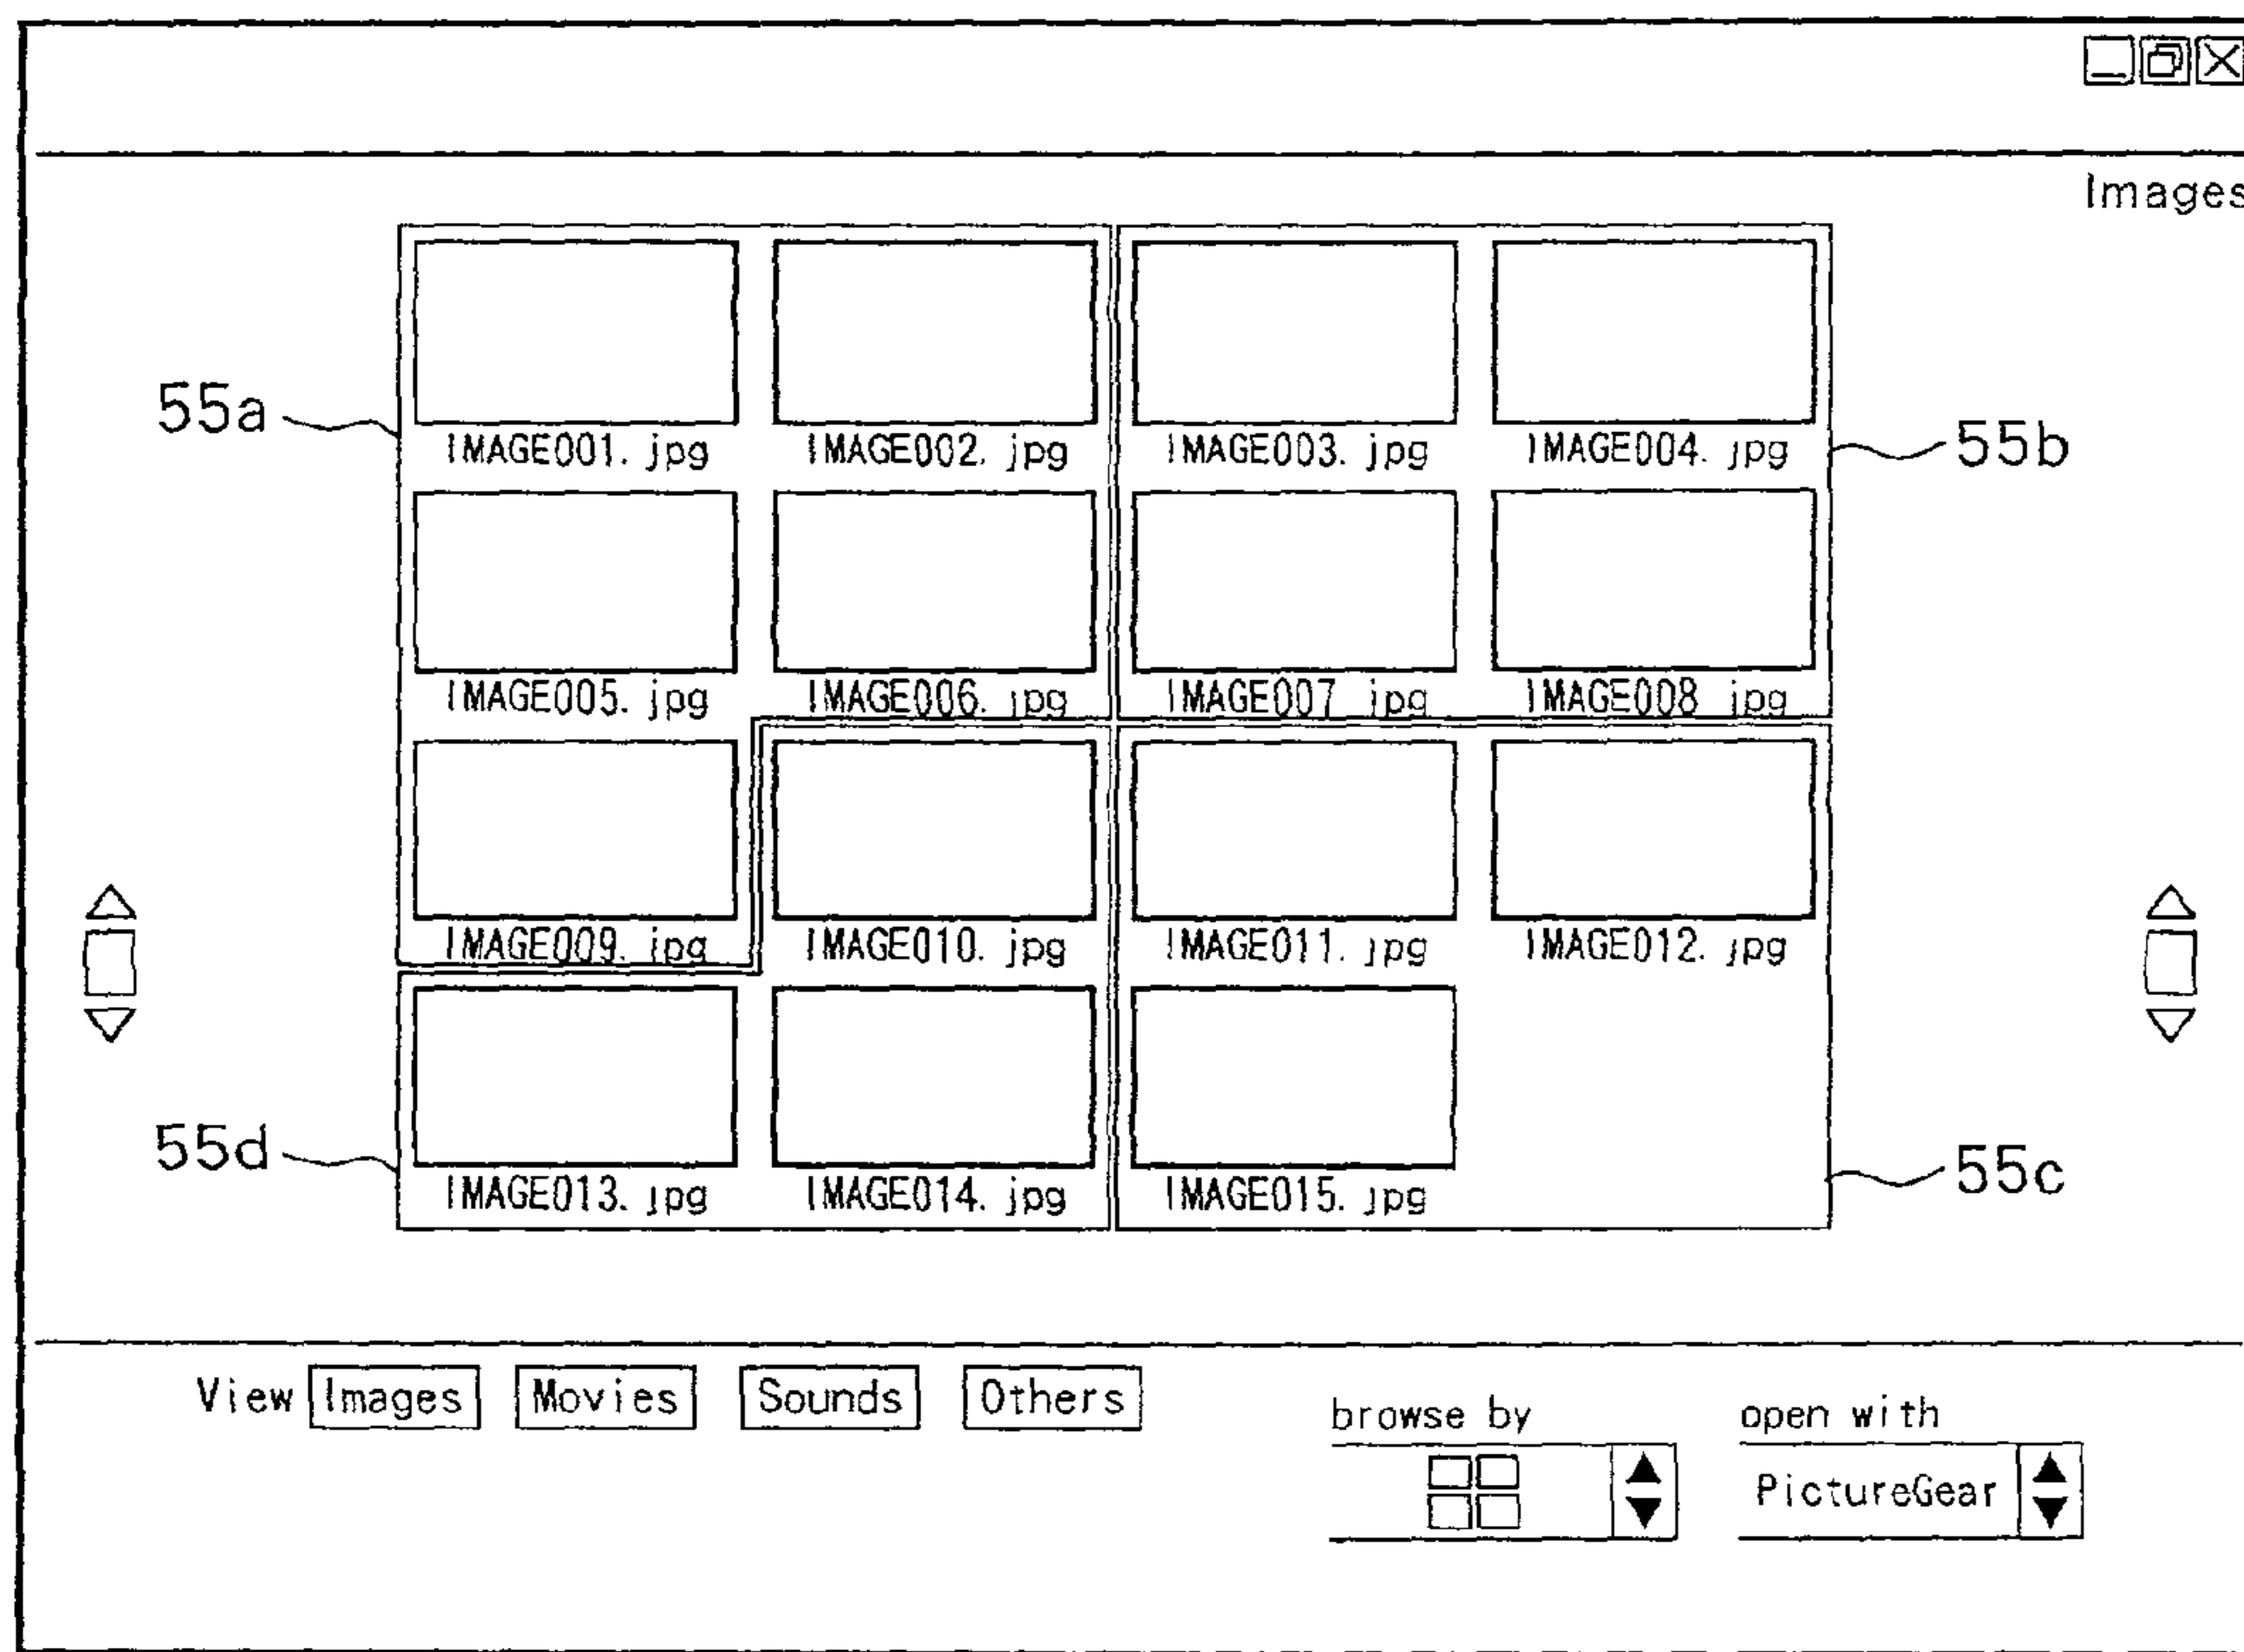 Images
55a
IMAGE001.jpg IMAGE002.jpg IMAGE003.jpg IMAGE004.jpg
55b
IMAGE005.jpg IMAGE006.jpg IMAGE007.jpg IMAGE008.jpg
IMAGE009.jpg IMAGE010.jpg IMAGE011.jpg IMAGE012.jpg
55d
55c
IMAGE013.jpg IMAGE014.jpg IMAGE015.jpg
View Images Movies Sounds Others
browse by open with
PictureGear